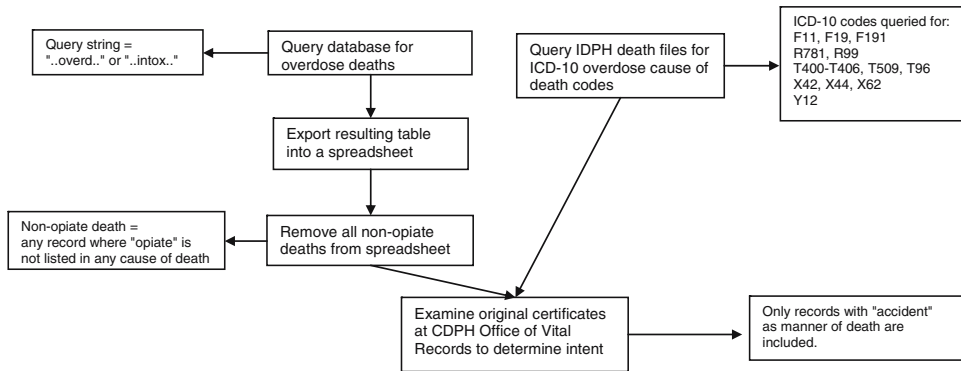 Query string =
"..overd.." or "..intox.."
Query database for
overdose deaths
Query IDPH death files for
ICD-10 overdose cause of
death codes
ICD-10 codes queried for:
F11, F19, F191
R781, R99
T400-T406, T509, T96
X42, X44, X62
Y12
Export resulting table
into a spreadsheet
Non-opiate death =
any record where "opiate" is
not listed in any cause of death
Remove all non-opiate
deaths from spreadsheet
Examine original certificates
at CDPH Office of Vital
Records to determine intent
Only records with "accident"
as manner of death are
included.